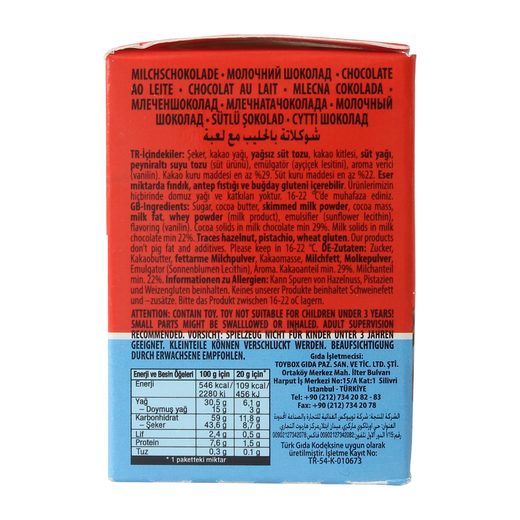 MILCHSCHOKOLADE • МОЛОЧНИЙ ШОКОЛАД • CHOCOLATE
AO LEITE • CHOCOLAT AU LAIT • MLECNA COKOLADA •
МЛЕЧЕНШОКОЛАД • МЛЕЧНАТАЧОКОЛАДА • МОЛОЧНЫЙ
ШОКОЛАД • SÜTLÜ ŞOKOLAD • СҮТТІ ШОКОЛАД
شوكلاتة بالحليب مع لعبة
TR-İçindekiler: Şeker, kakao yağı, yağsız süt tozu, kakao kitlesi, süt yağı,
peyniraltı suyu tozu (süt ürünü), emülgatör (ayçiçek lesitini), aroma verici
(vanilin). Kakao kuru maddesi en az %29. Süt kuru maddesi en az %22. Eser
miktarda fındık, antep fıstığı ve buğday gluteni içerebilir. Ürünlerimizin
hiçbirinde domuz yağı ve katkıları yoktur. 16-22 °C'de muhafaza ediniz.
GB-Ingredients: Sugar, cocoa butter, skimmed milk powder, cocoa mass,
milk fat, whey powder (milk product), emulsifier (sunflower lecithin),
flavoring (vanilin). Cocoa solids in milk chocolate min 29%. Milk solids in milk
chocolate min 22%. Traces hazelnut, pistachio, wheat gluten. Our products
don't pig fat and additives. Please keep in 16-22°C. DE-Zutaten: Zucker,
Kakaobutter, fettarme Milchpulver, Kakaomasse, Milchfett, Molkepulver,
Emulgator (Sonnenblumen Lecithin), Aroma. Kakaoanteil min. 29%. Milchanteil
min. 22%. Informationen zu Allergien: Kann Spuren von Haselnuss, Pistazien
und Weizengluten beinhalten. Keines unserer Produkte beinhaltet Schweinefett
und –zusätze. Bitte das Produkt zwischen 16-22 oC lagern.
ATTENTION: CONTAIN TOY. TOY NOT SUITABLE FOR CHILDREN UNDER 3 YEARS!
SMALL PARTS MIGHT BE SWALLLOWED OR INHALED. ADULT SUPERVISION
RECOMMENDED. VORSICHT: SPIELZEUG NICHT FÜR KINDER UNTER 3 JAHREN
GEEIGNET. KLEINTEILE KÖNNEN VERSCHLUCKT WERDEN. BEAUFSICHTIGUNG
DURCH ERWACHSENE EMPFOHLEN.
Enerji ve Besin Öğeleri 100 g için 20 g* için
Enerji 546 kcal/ 109 kcal/
2280 kj 456 kJ
Yağ 30,5 g 6,1 g
– Doymuş yağ 15 g 3 g
Karbonhidrat 59 g 11.8 g
– Şeker 43,6 g 8.7 g
Lif 2,4 g 0,5 g
Protein 7,6 g 1,5 g
Tuz 0,3 g 0.1 g
* 1 paketteki miktar
Gıda İşletmecisi:
TOYBOX GIDA PAZ. SAN. VE TİC. LTD. ŞTİ.
Ortaköy Merkez Mah. İlter Bulvarı
Harput İş Merkezi No:15/A Kat:1 Silivri
İstanbul - TÜRKİYE
Tel: +90 (212) 734 20 82 - 83
Fax: +90 (212) 734 20 78
Türk Gıda Kodeksine uygun olarak
üretilmiştir. İşletme Kayıt No:
TR-54-K-010673